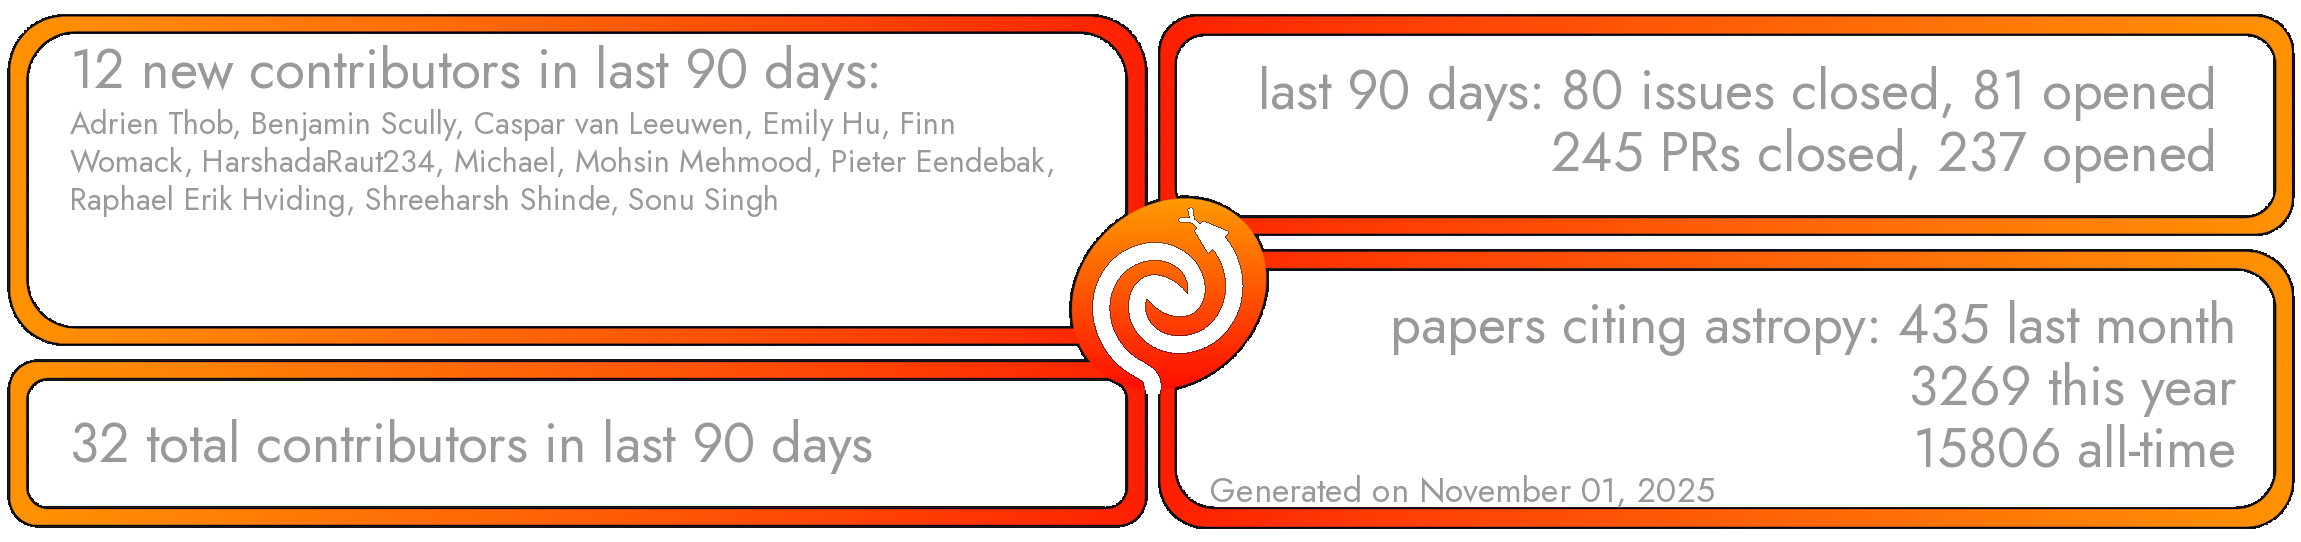 12 new contributors in last 90 days:
Adrien Thob, Benjamin Scully, Caspar van Leeuwen, Emily Hu, Finn
Womack, HarshadaRaut234, Michael, Mohsin Mehmood, Pieter Eendebak,
Raphael Erik Hviding, Shreeharsh Shinde, Sonu Singh
32 total contributors in last 90 days
last 90 days: 80 issues closed, 81 opened
245 PRs closed, 237 opened
papers citing astropy: 435 last month
3269 this year
15806 all-time
Generated on November 01, 2025